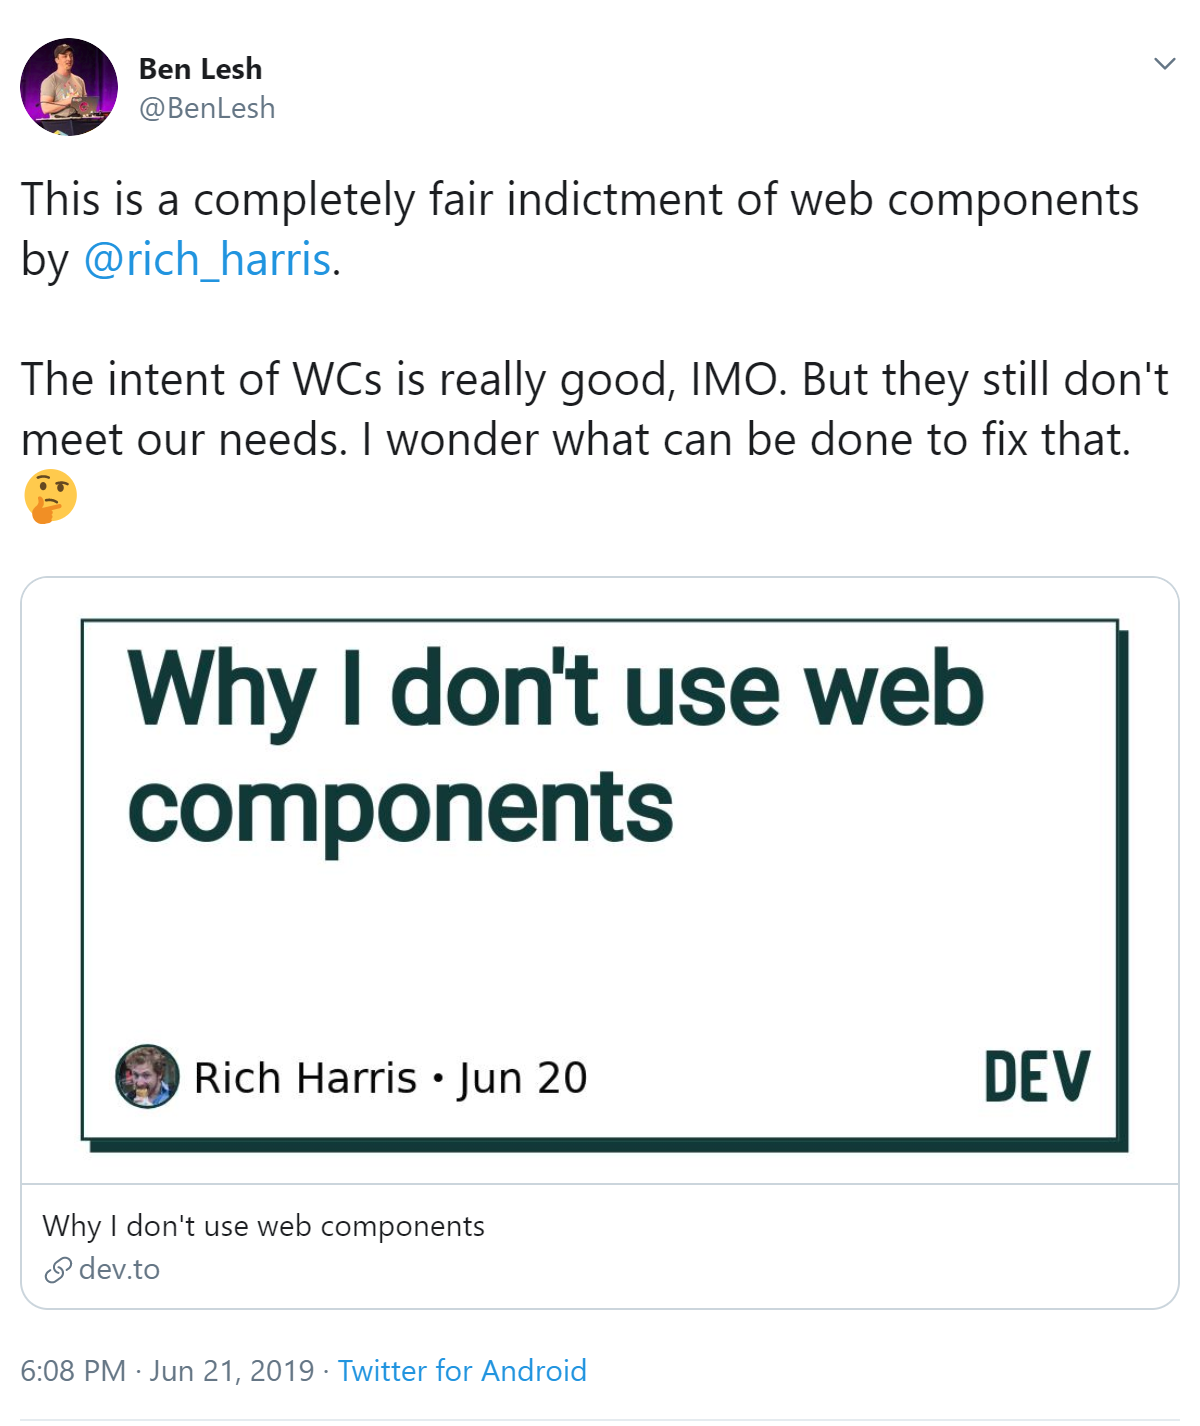 Ben Lesh
@BenLesh
This is a completely fair indictment of web components
by @rich_harris.
The intent of WCs is really good, IMO. But they still don't
meet our needs. I wonder what can be done to fix that.
🤔
Why I don't use web
components
Rich Harris • Jun 20
DEV
Why I don't use web components
dev.to
6:08 PM · Jun 21, 2019 · Twitter for Android